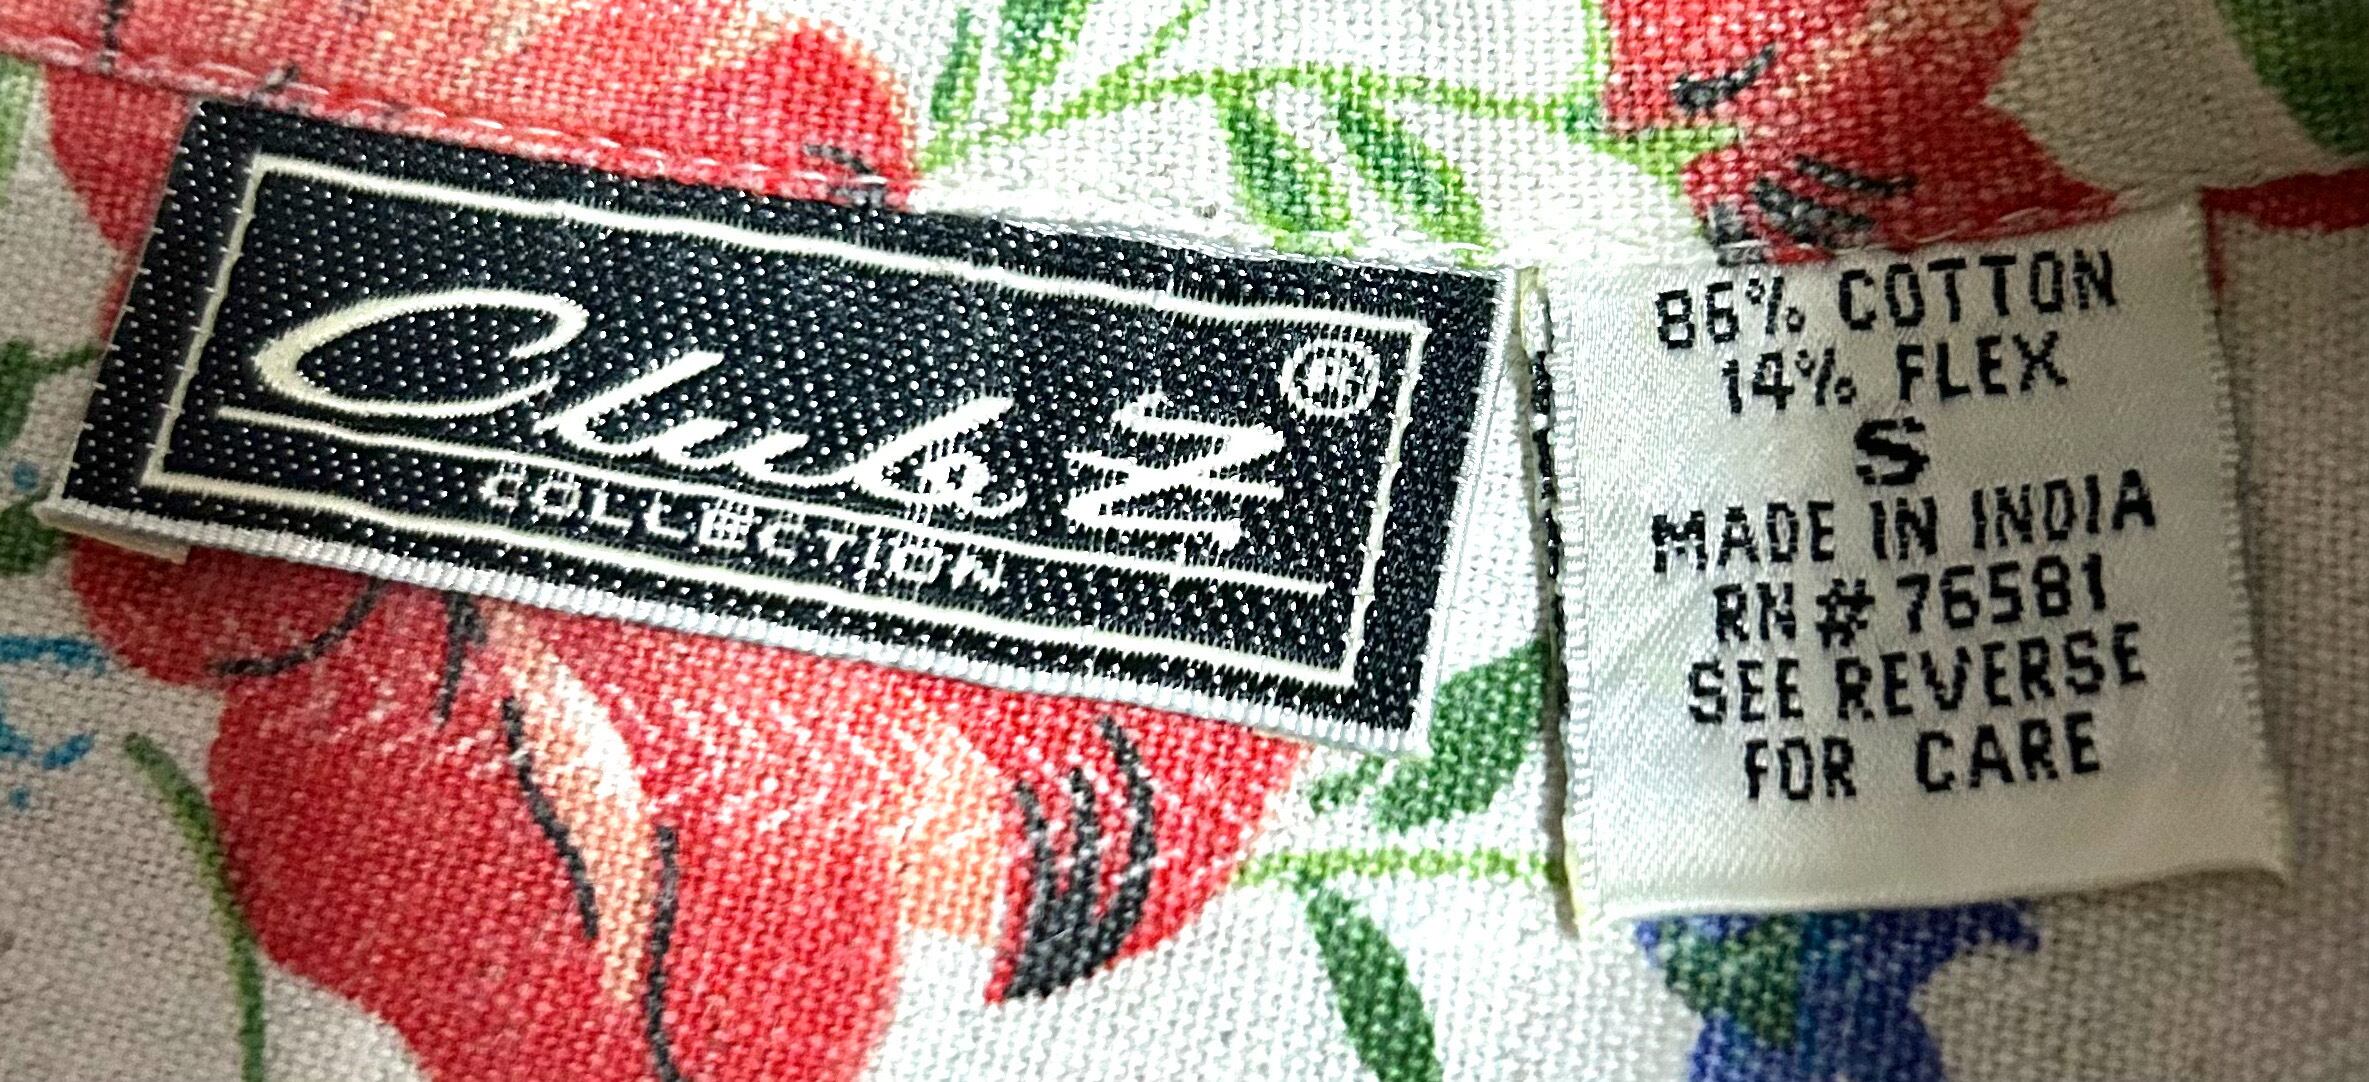 Club ®
COLLECTION
86% COTTON
14% FLEX
S
MADE IN INDIA
RN # 76581
SEE REVERSE
FOR CARE